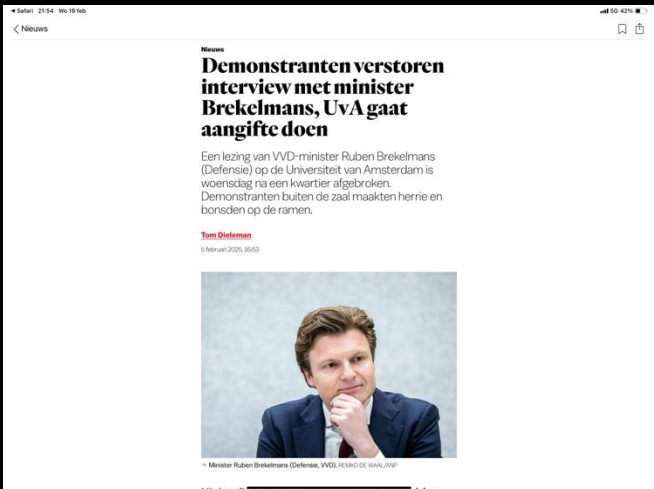 Safari 21:54 Wo 19 feb
5G 42%
Nieuws
Nieuws
Demonstranten verstoren
interview met minister
Brekelmans, UvA gaat
aangifte doen
Een lezing van VVD-minister Ruben Brekelmans
(Defensie) op de Universiteit van Amsterdam is
woensdag na een kwartier afgebroken.
Demonstranten buiten de zaal maakten herrie en
bonsden op de ramen.
Tom Dieleman
5 februari 2025, 16:53
→ Minister Ruben Brekelmans (Defensie, VVD). REMKO DE WAAL/ANP